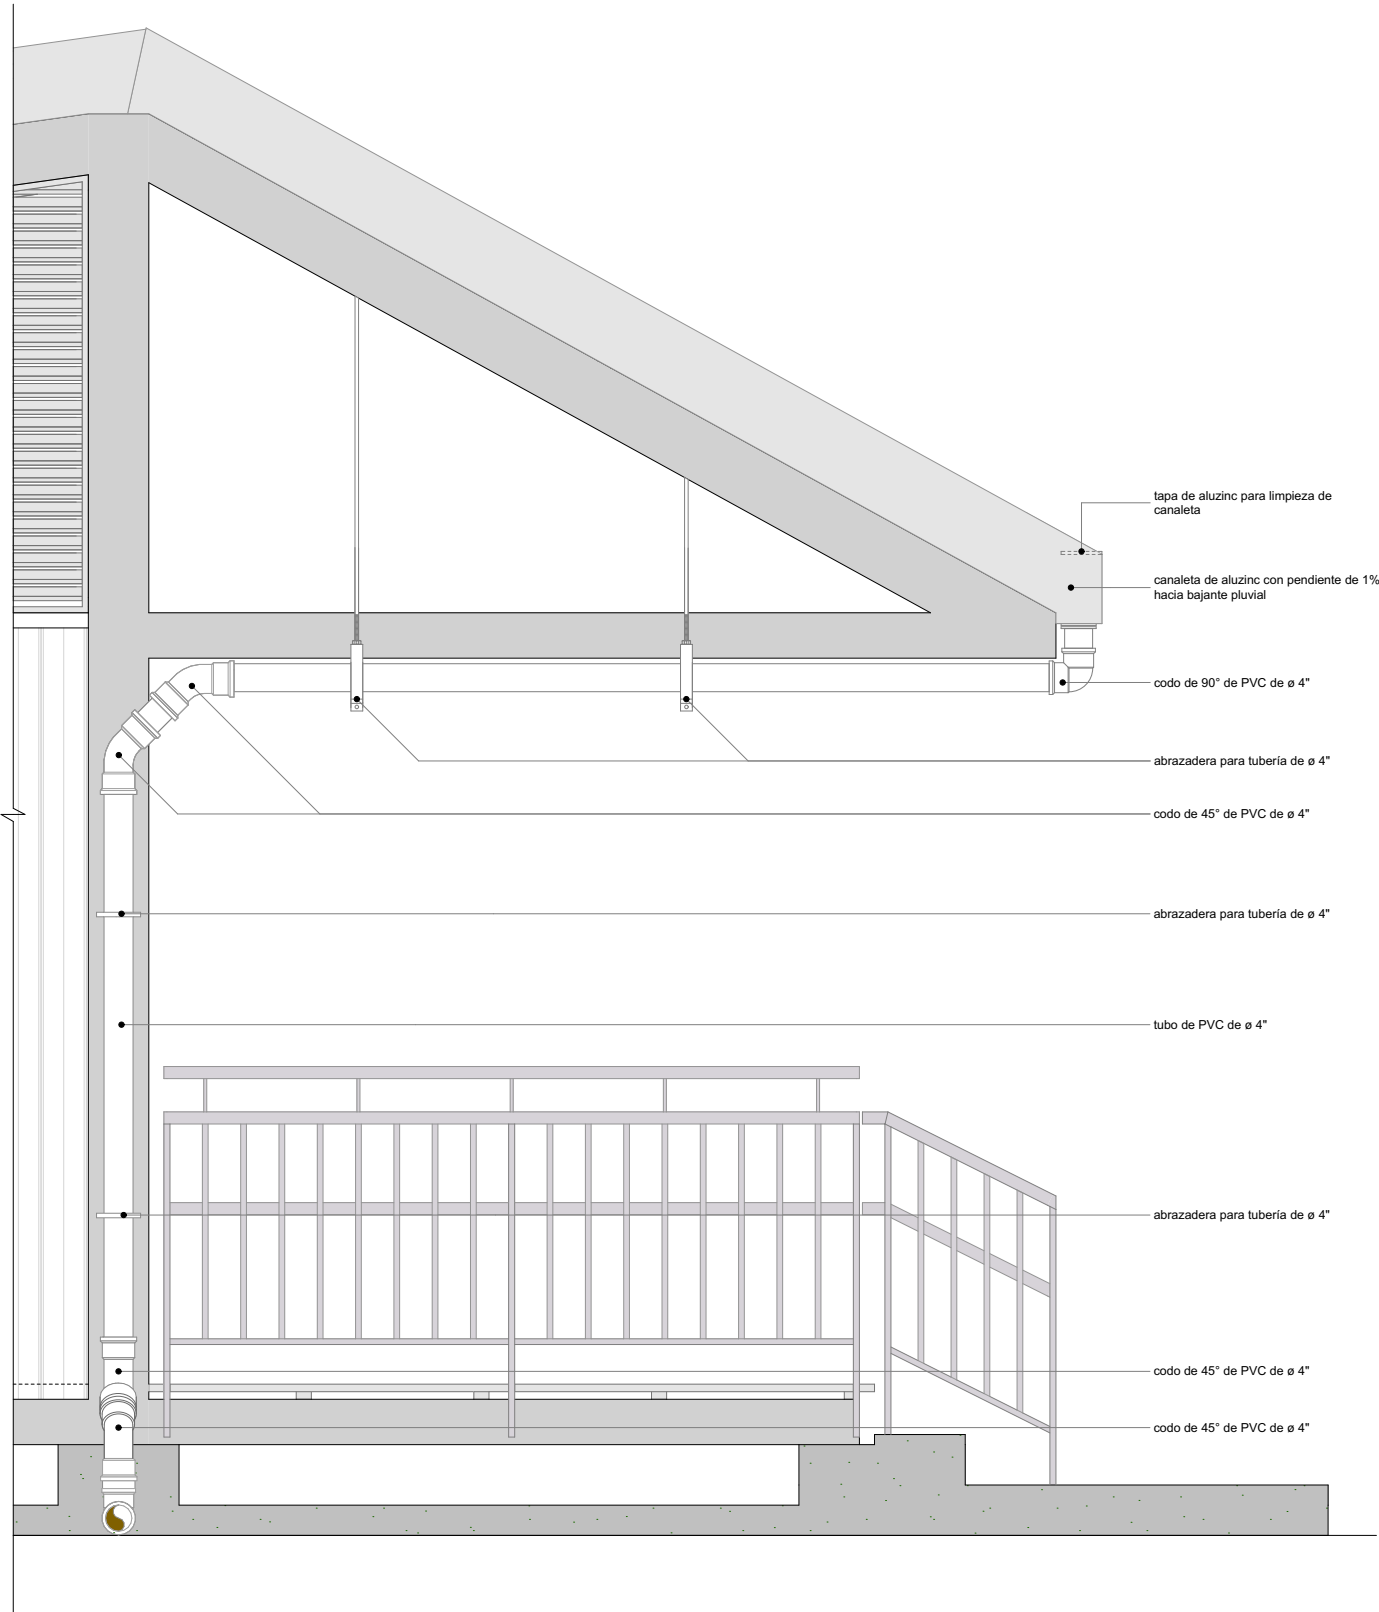 tapa de aluzinc para limpieza de
canaleta
canaleta de aluzinc con pendiente de 1%
hacia bajante pluvial
codo de 90° de PVC de ø 4"
abrazadera para tubería de ø 4"
codo de 45° de PVC de ø 4"
abrazadera para tubería de ø 4"
tubo de PVC de ø 4"
abrazadera para tubería de ø 4"
codo de 45° de PVC de ø 4"
codo de 45° de PVC de ø 4"